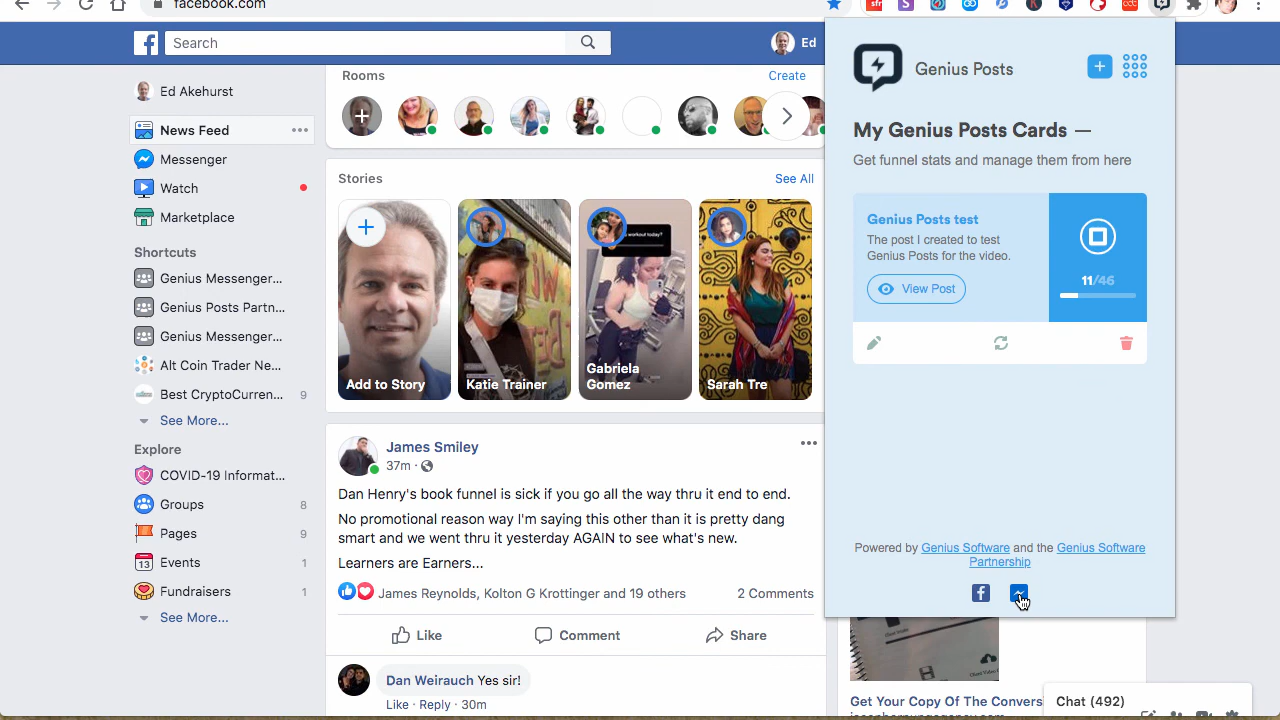 facebook.com
sfr
S
K
CCC
Search
Ed
Ed Akehurst
News Feed
Messenger
Watch
Marketplace
Shortcuts
Genius Messenger...
Genius Posts Partn...
Genius Messenger...
Alt Coin Trader Ne...
Best CryptoCurren... 9
See More...
Explore
COVID-19 Informat...
Groups 8
Pages 9
13 Events 1
Fundraisers 1
See More...
Rooms Create
Stories See All
workout today?
Add to Story
Katie Trainer
Gabriela
Gomez
Sarah Tre
James Smiley
37m ·
Dan Henry's book funnel is sick if you go all the way thru it end to end.
No promotional reason way I'm saying this other than it is pretty dang
smart and we went thru it yesterday AGAIN to see what's new.
Learners are Earners...
James Reynolds, Kolton G Krottinger and 19 others 2 Comments
Like Comment Share
Dan Weirauch Yes sir!
Like · Reply · 30m
Genius Posts
My Genius Posts Cards —
Get funnel stats and manage them from here
Genius Posts test
The post I created to test
Genius Posts for the video.
View Post
11/46
Powered by Genius Software and the Genius Software
Partnership
Get Your Copy Of The Convers
Chat (492)